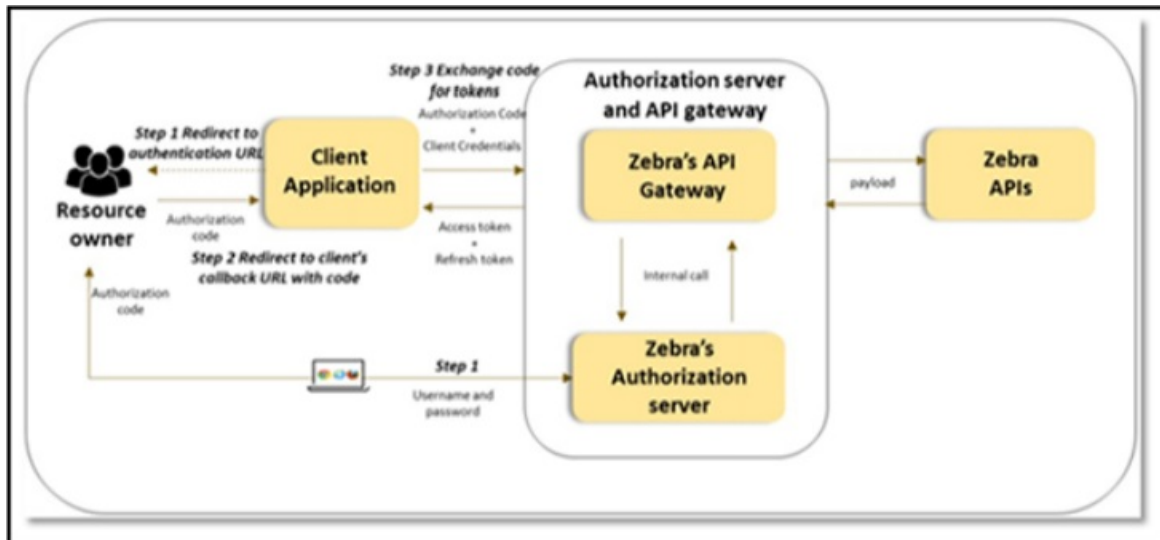 Step 3 Exchange code
for tokens
Authorization Code
+
Client Credentials
Authorization server
and API gateway
Step 1 Redirect to
authentication URL
Client
Application
Zebra's API
Gateway
Zebra
APIs
payload
Resource
owner
Authorization
code
Access token
+
Refresh token
Step 2 Redirect to client's
callback URL with code
Authorization
code
Internal call
Step 1
Username and
password
Zebra's
Authorization
server